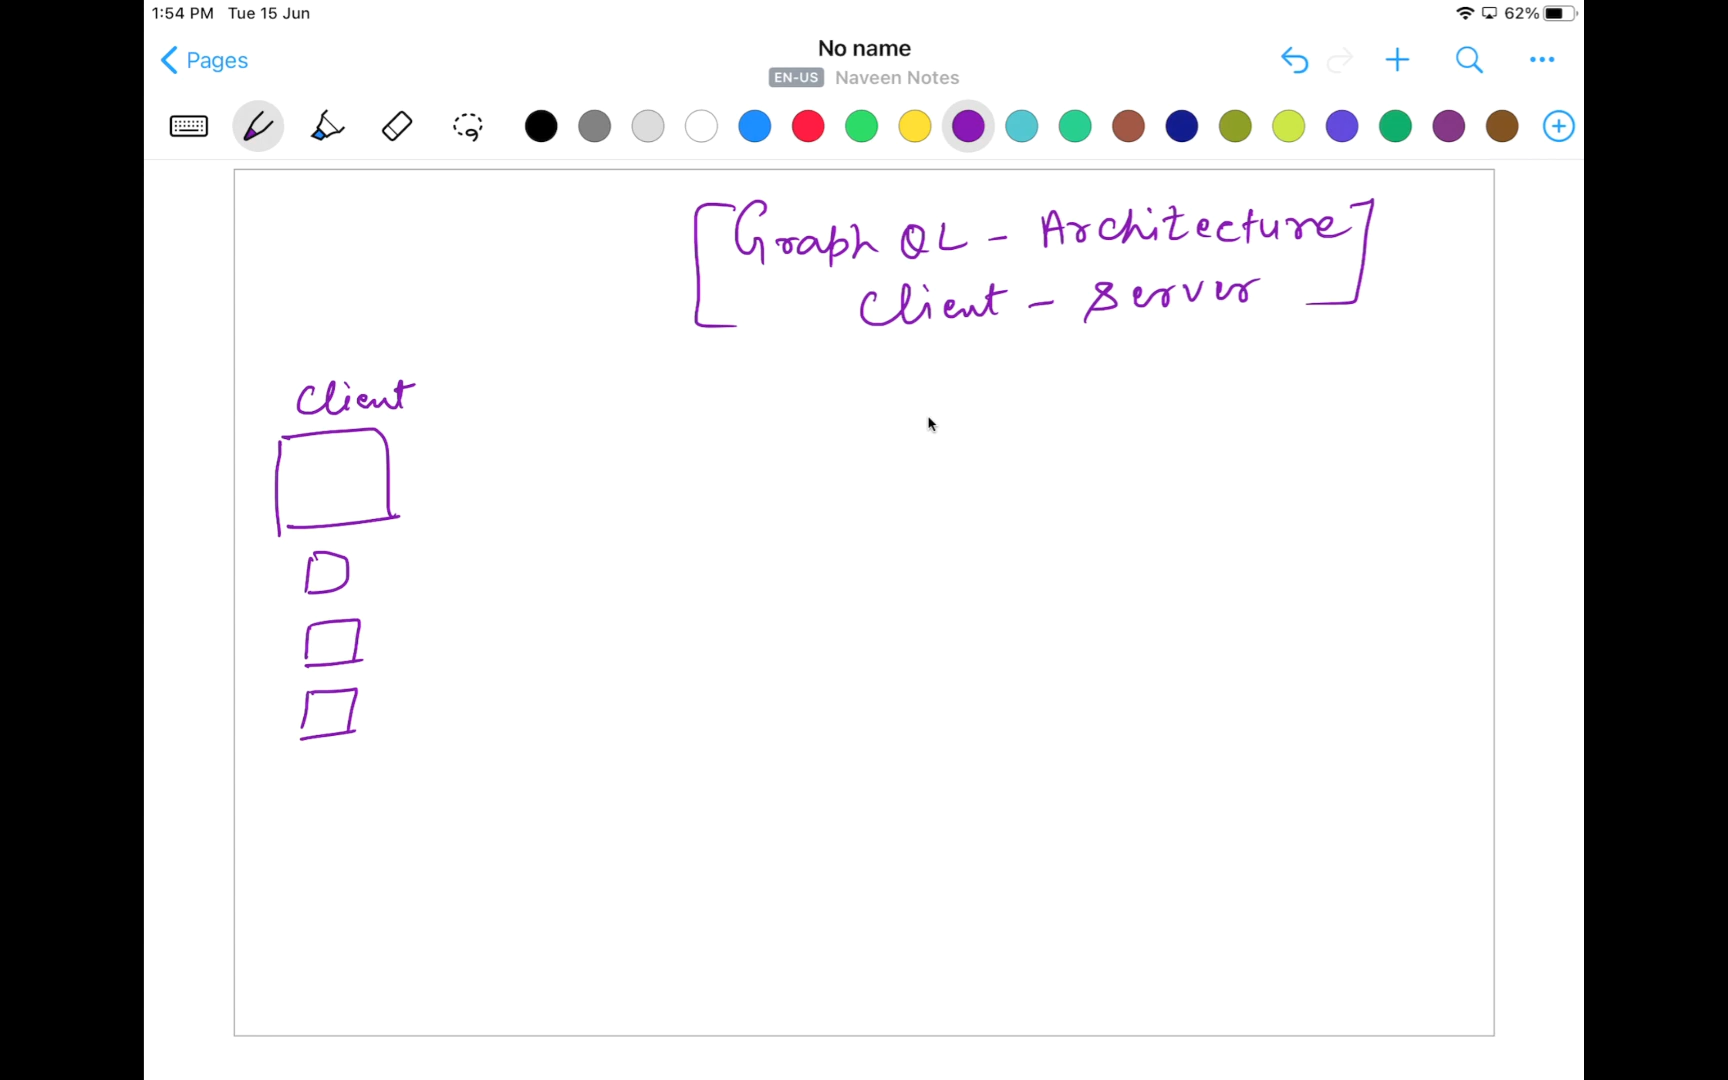 1:54 PM Tue 15 Jun
62%
Pages
No name
EN-US Naveen Notes
Graph QL - Architecture
Client - Server
Client